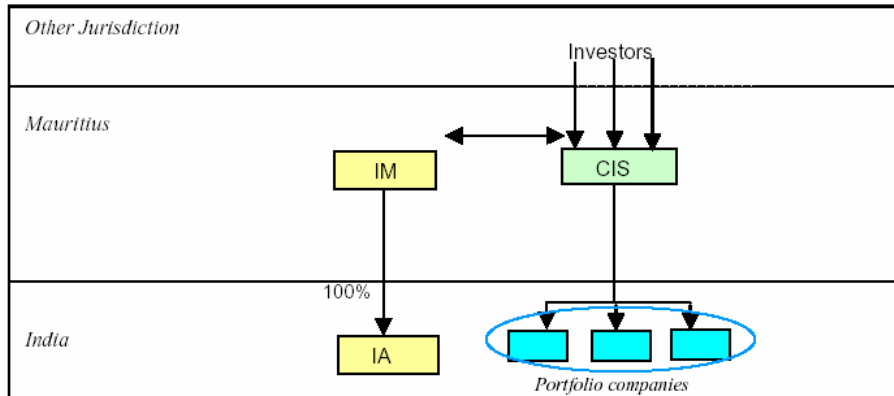 Other Jurisdiction
Investors
Mauritius
IM
CIS
100%
India
IA
Portfolio companies